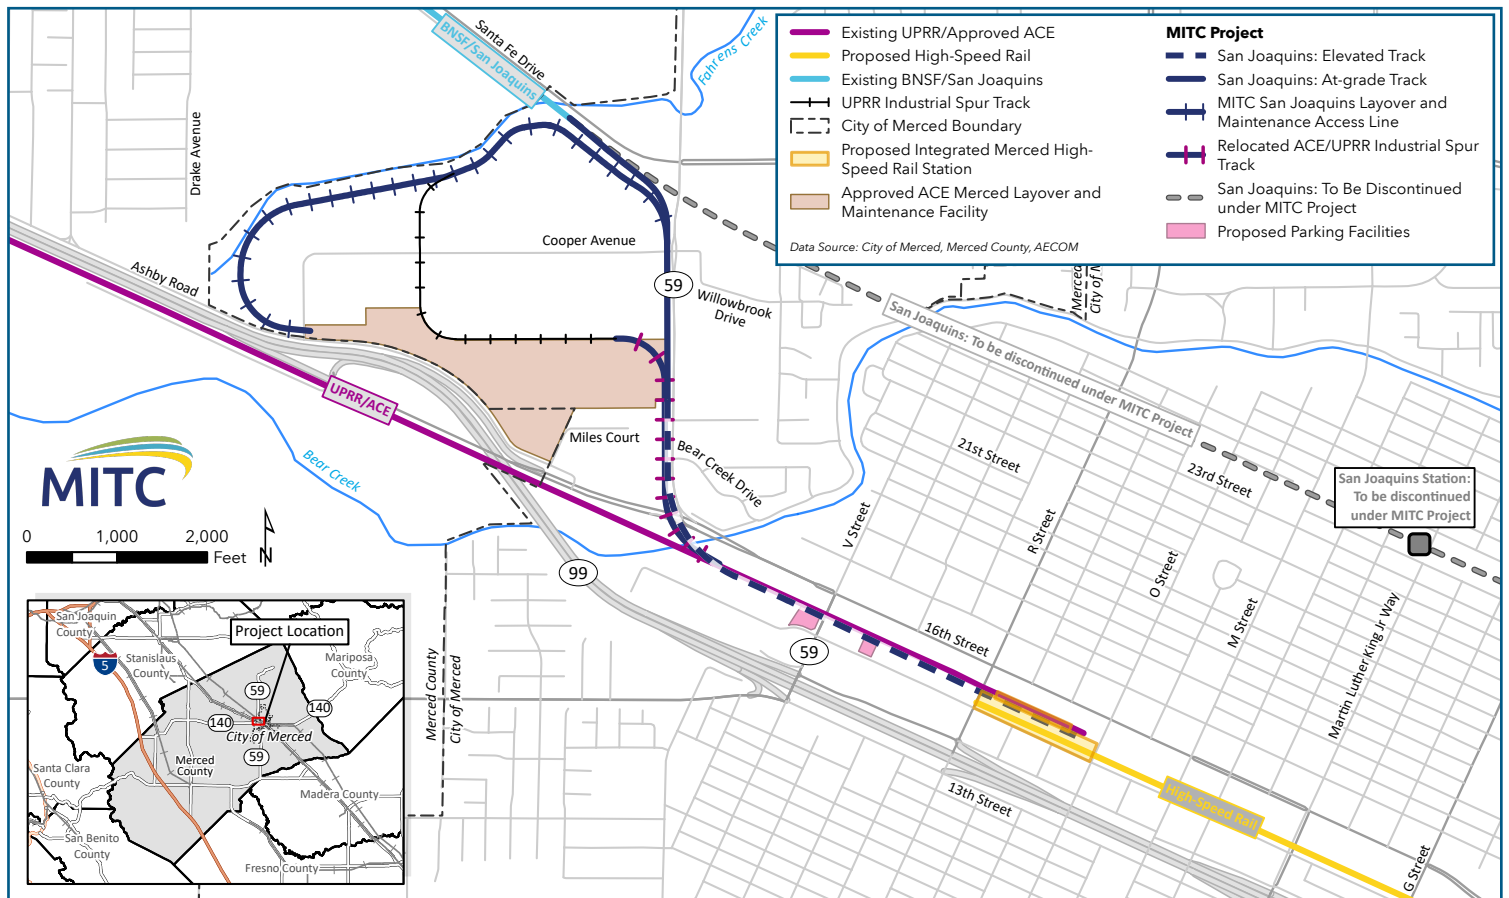 Existing UPRR/Approved ACE
Proposed High-Speed Rail
Existing BNSF/San Joaquins
UPRR Industrial Spur Track
City of Merced Boundary
Proposed Integrated Merced High-
Speed Rail Station
Approved ACE Merced Layover and
Maintenance Facility
Data Source: City of Merced, Merced County, AECOM
MITC Project
San Joaquins: Elevated Track
San Joaquins: At-grade Track
MITC San Joaquins Layover and
Maintenance Access Line
Relocated ACE/UPRR Industrial Spur
Track
San Joaquins: To Be Discontinued
under MITC Project
Proposed Parking Facilities
BNSF/San Joaquins
Santa Fe Drive
Fahrens Creek
Drake Avenue
Cooper Avenue
Ashby Road
59
Willowbrook
Drive
Merced
City of M
San Joaquins: To be discontinued under MITC Project
UPRR/ACE
Miles Court
Bear Creek Drive
Bear Creek
21st Street
23rd Street
San Joaquins Station:
To be discontinued
under MITC Project
V Street
R Street
O Street
M Street
Martin Luther King Jr Way
G Street
16th Street
13th Street
99
59
High-Speed Rail
Merced County
City of Merced
MITC
0 1,000 2,000
Feet
N
Project Location
San Joaquin
County
5
Stanislaus
County
Mariposa
County
59
140
140
City of Merced
59
Merced
County
Santa Clara
County
Madera County
San Benito
County
Fresno County